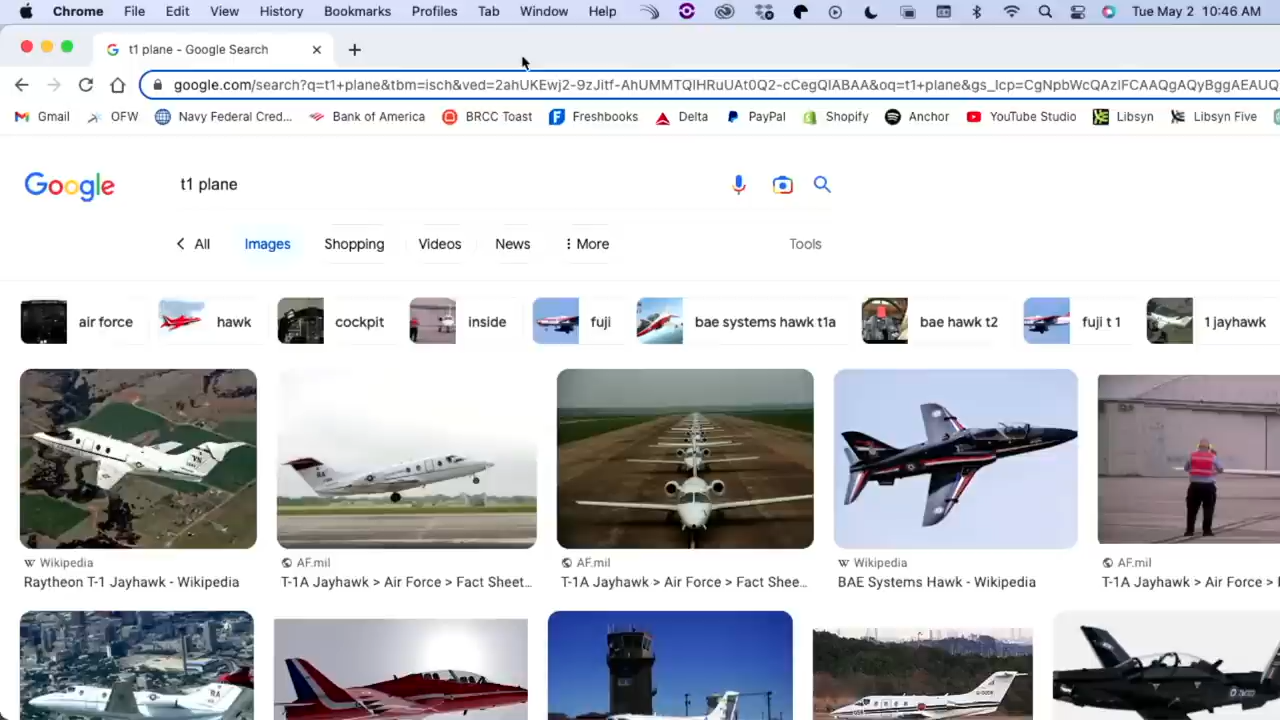 Chrome File Edit View History Bookmarks Profiles Tab Window Help Tue May 2 10:46 AM
t1 plane - Google Search
google.com/search?q=t1+plane&tbm=isch&ved=2ahUKEwj2-9zJitf-AhUMMTQIHRuUAt0Q2-cCegQIABAA&oq=t1+plane&gs_lcp=CgNpbWcQAzIFCAAQgAQyBggAEAUQ
Gmail OFW Navy Federal Cred... Bank of America BRCC Toast Freshbooks Delta PayPal Shopify Anchor YouTube Studio Libsyn Libsyn Five
Google t1 plane
All Images Shopping Videos News More Tools
air force hawk cockpit inside fuji bae systems hawk t1a bae hawk t2 fuji t 1 1 jayhawk
Wikipedia AF.mil AF.mil Wikipedia AF.mil
Raytheon T-1 Jayhawk - Wikipedia T-1A Jayhawk > Air Force > Fact Sheet... T-1A Jayhawk > Air Force > Fact Shee... BAE Systems Hawk - Wikipedia T-1A Jayhawk > Air Force >